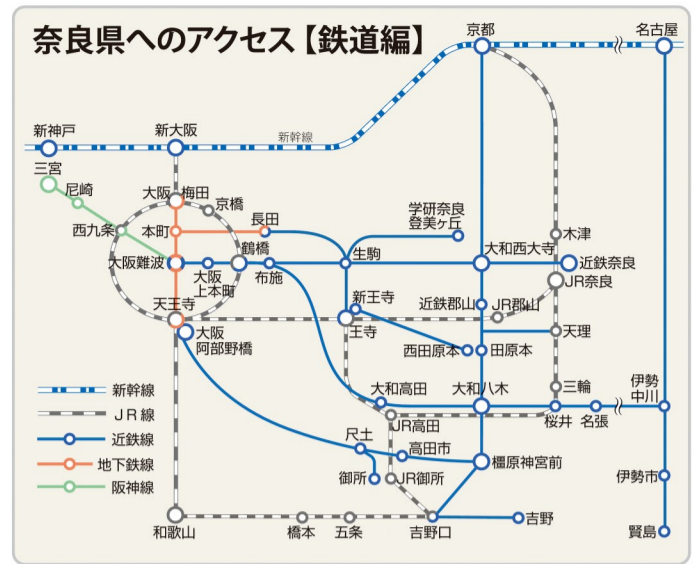 奈良県へのアクセス【鉄道編】
京都
名古屋
新神戸
新大阪
新幹線
三宮
尼崎
大阪
梅田
京橋
西九条
本町
長田
学研奈良
登美ヶ丘
木津
鶴橋
大阪難波
大阪
上本町
布施
生駒
大和西大寺
近鉄奈良
JR奈良
天王寺
新王寺
近鉄郡山
JR郡山
大阪
阿部野橋
王寺
天理
西田原本
田原本
新幹線
JR線
近鉄線
地下鉄線
阪神線
大和高田
大和八木
三輪
伊勢
中川
JR高田
桜井
名張
尺土
高田市
橿原神宮前
御所
JR御所
伊勢市
和歌山
橋本
五条
吉野口
吉野
賢島